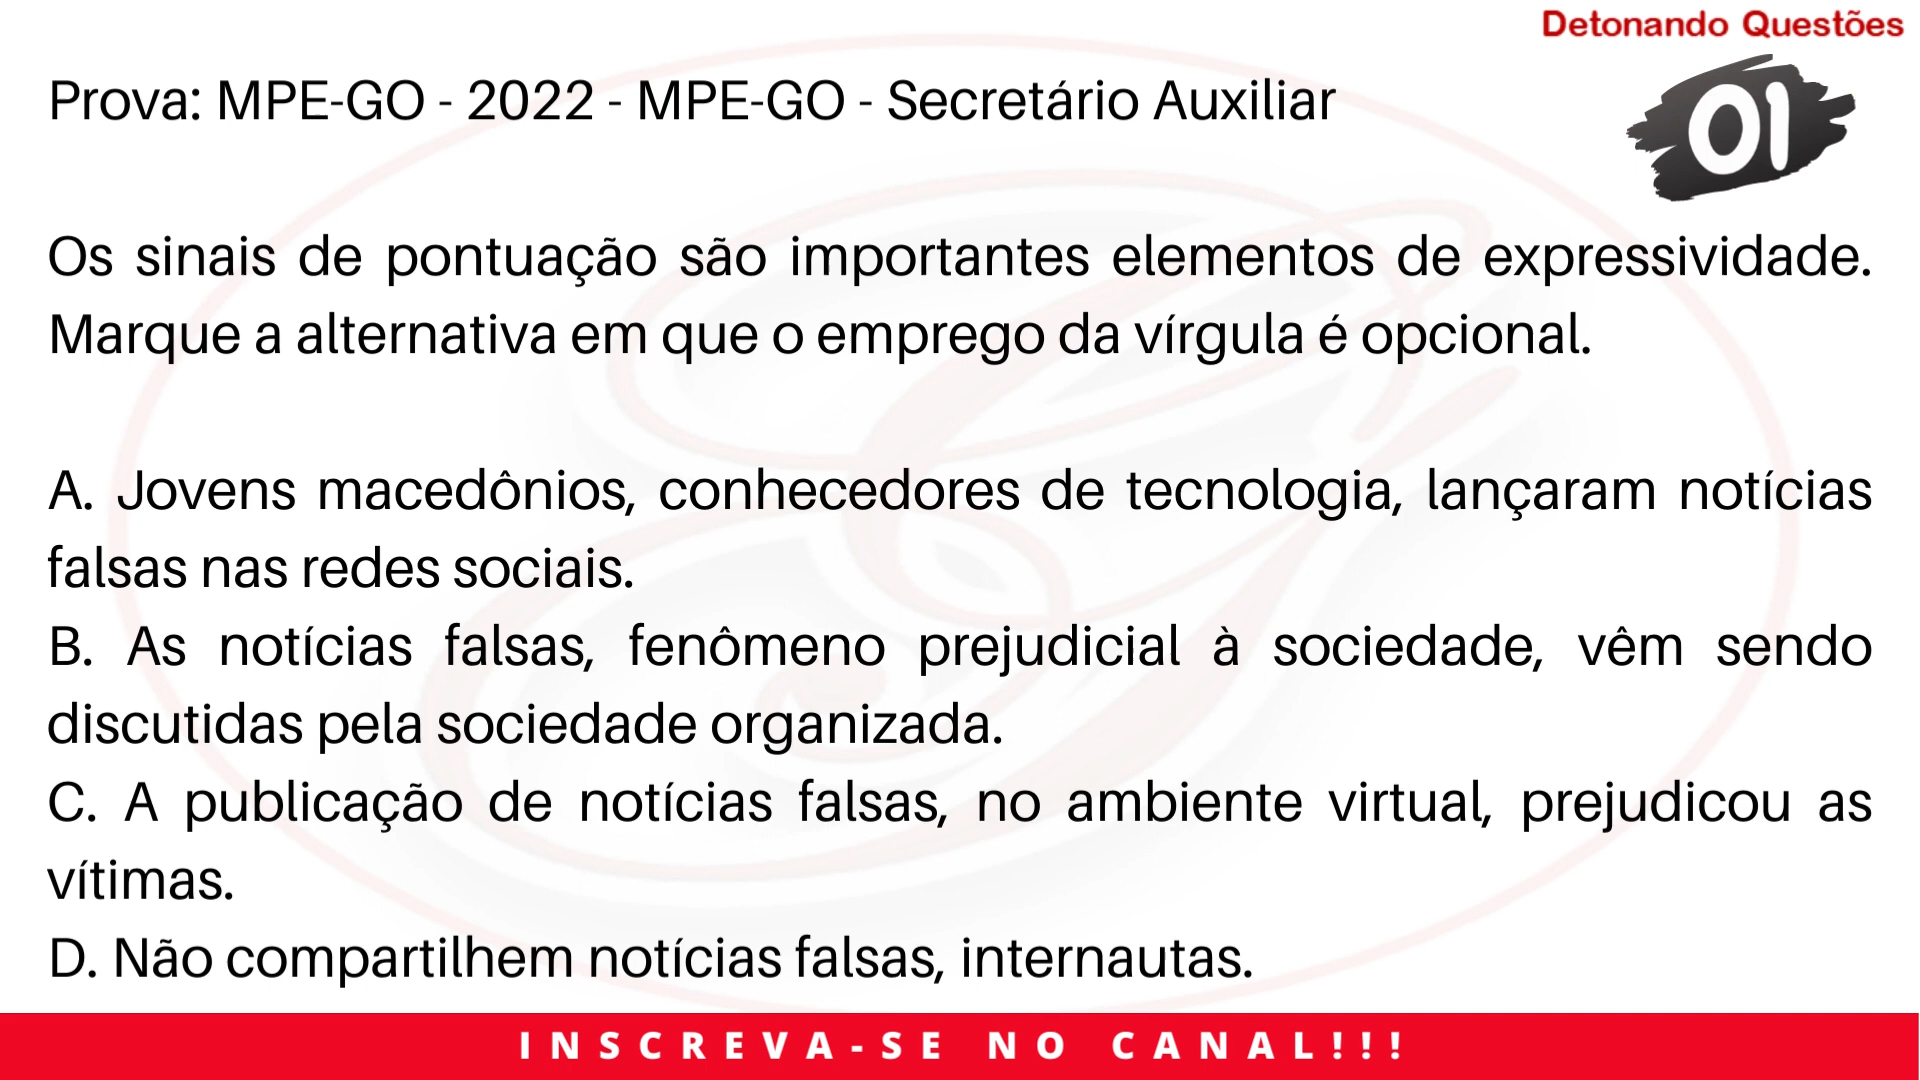 Detonando Questões
Prova: MPE-GO - 2022 - MPE-GO - Secretário Auxiliar
01
Os sinais de pontuação são importantes elementos de expressividade.
Marque a alternativa em que o emprego da vírgula é opcional.
A. Jovens macedônios, conhecedores de tecnologia, lançaram notícias
falsas nas redes sociais.
B. As notícias falsas, fenômeno prejudicial à sociedade, vêm sendo
discutidas pela sociedade organizada.
C. A publicação de notícias falsas, no ambiente virtual, prejudicou as
vítimas.
D. Não compartilhem notícias falsas, internautas.
INSCREVA-SE NO CANAL!!!